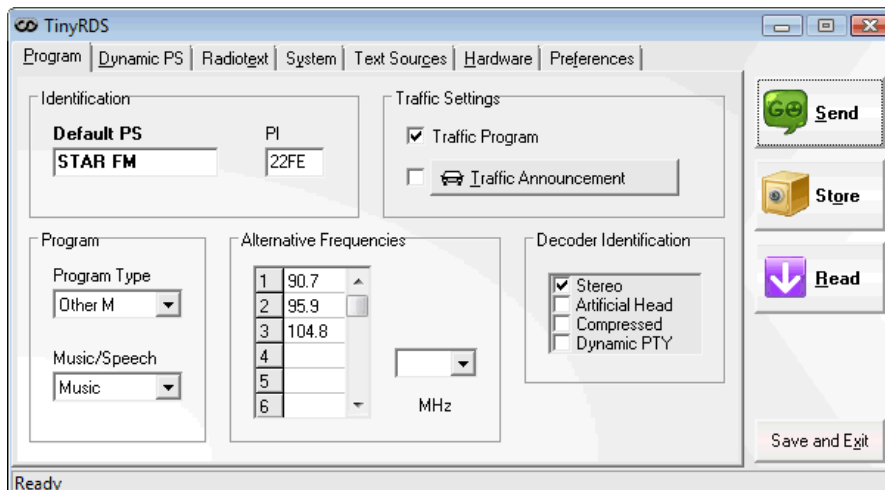 TinyRDS
Program Dynamic PS Radiotext System Text Sources Hardware Preferences
Identification
Default PS PI
STAR FM 22FE
Traffic Settings
Traffic Program
Traffic Announcement
Program
Program Type
Other M
Music/Speech
Music
Alternative Frequencies
1 90.7
2 95.9
3 104.8
4
5
6
MHz
Decoder Identification
Stereo
Artificial Head
Compressed
Dynamic PTY
GO Send
Store
Read
Save and Exit
Ready